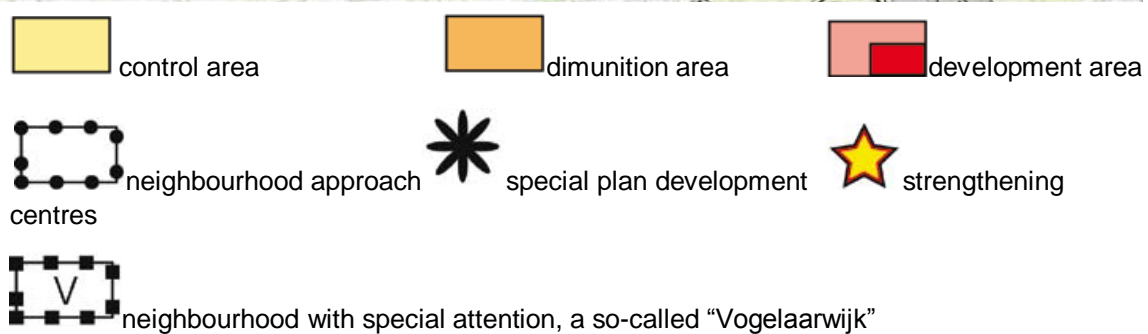 control area dimunition area development area
neighbourhood approach special plan development strengthening
centres
V
neighbourhood with special attention, a so-called “Vogelaarwijk”